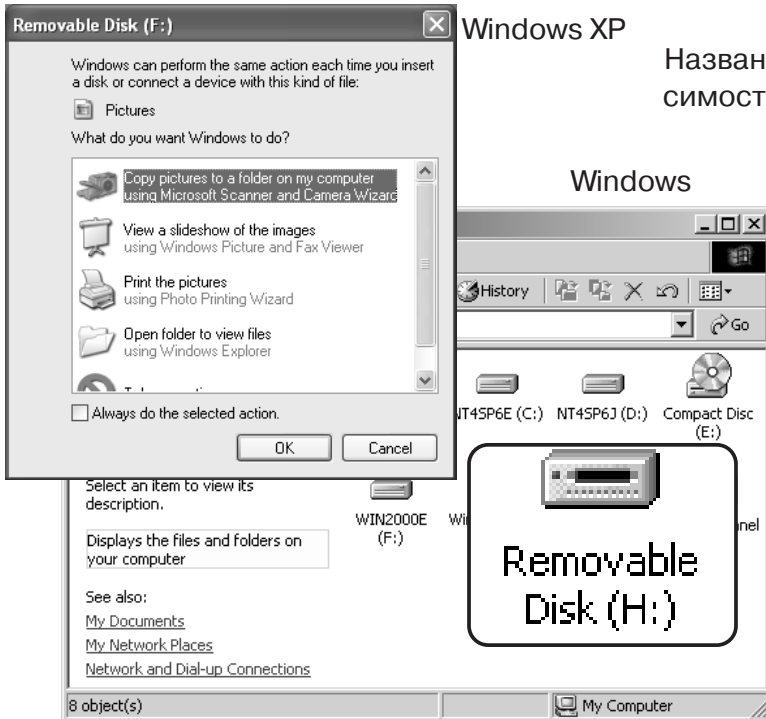 Removable Disk (F:)
Windows XP
Назван
симост
Windows can perform the same action each time you insert
a disk or connect a device with this kind of file:
Pictures
What do you want Windows to do?
Copy pictures to a folder on my computer
using Microsoft Scanner and Camera Wizard
View a slideshow of the images
using Windows Picture and Fax Viewer
Print the pictures
using Photo Printing Wizard
Open folder to view files
using Windows Explorer
Always do the selected action.
OK
Cancel
Windows
History
Go
NT4SP6E (C:)
NT4SP6J (D:)
Compact Disc
(E:)
Select an item to view its
description.
Displays the files and folders on
your computer
See also:
My Documents
My Network Places
Network and Dial-up Connections
WIN2000E
(F:)
Removable
Disk (H:)
8 object(s)
My Computer